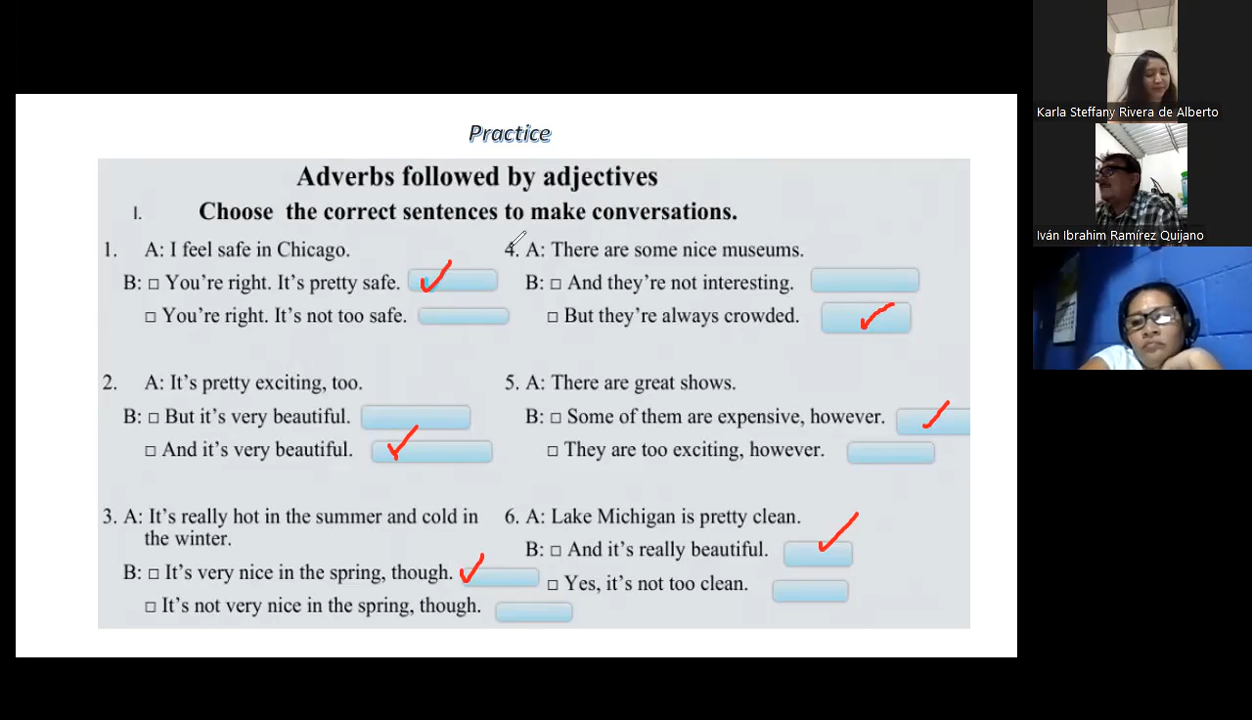 Practice
Adverbs followed by adjectives
I. Choose the correct sentences to make conversations.
1. A: I feel safe in Chicago.
B: □ You're right. It's pretty safe.
□ You're right. It's not too safe.
2. A: It's pretty exciting, too.
B: □ But it's very beautiful.
□ And it's very beautiful.
3. A: It's really hot in the summer and cold in
the winter.
B: □ It's very nice in the spring, though.
□ It's not very nice in the spring, though.
4. A: There are some nice museums.
B: □ And they're not interesting.
□ But they're always crowded.
5. A: There are great shows.
B: □ Some of them are expensive, however.
□ They are too exciting, however.
6. A: Lake Michigan is pretty clean.
B: □ And it's really beautiful.
□ Yes, it's not too clean.
Karla Steffany Rivera de Alberto
Iván Ibrahim Ramírez Quijano